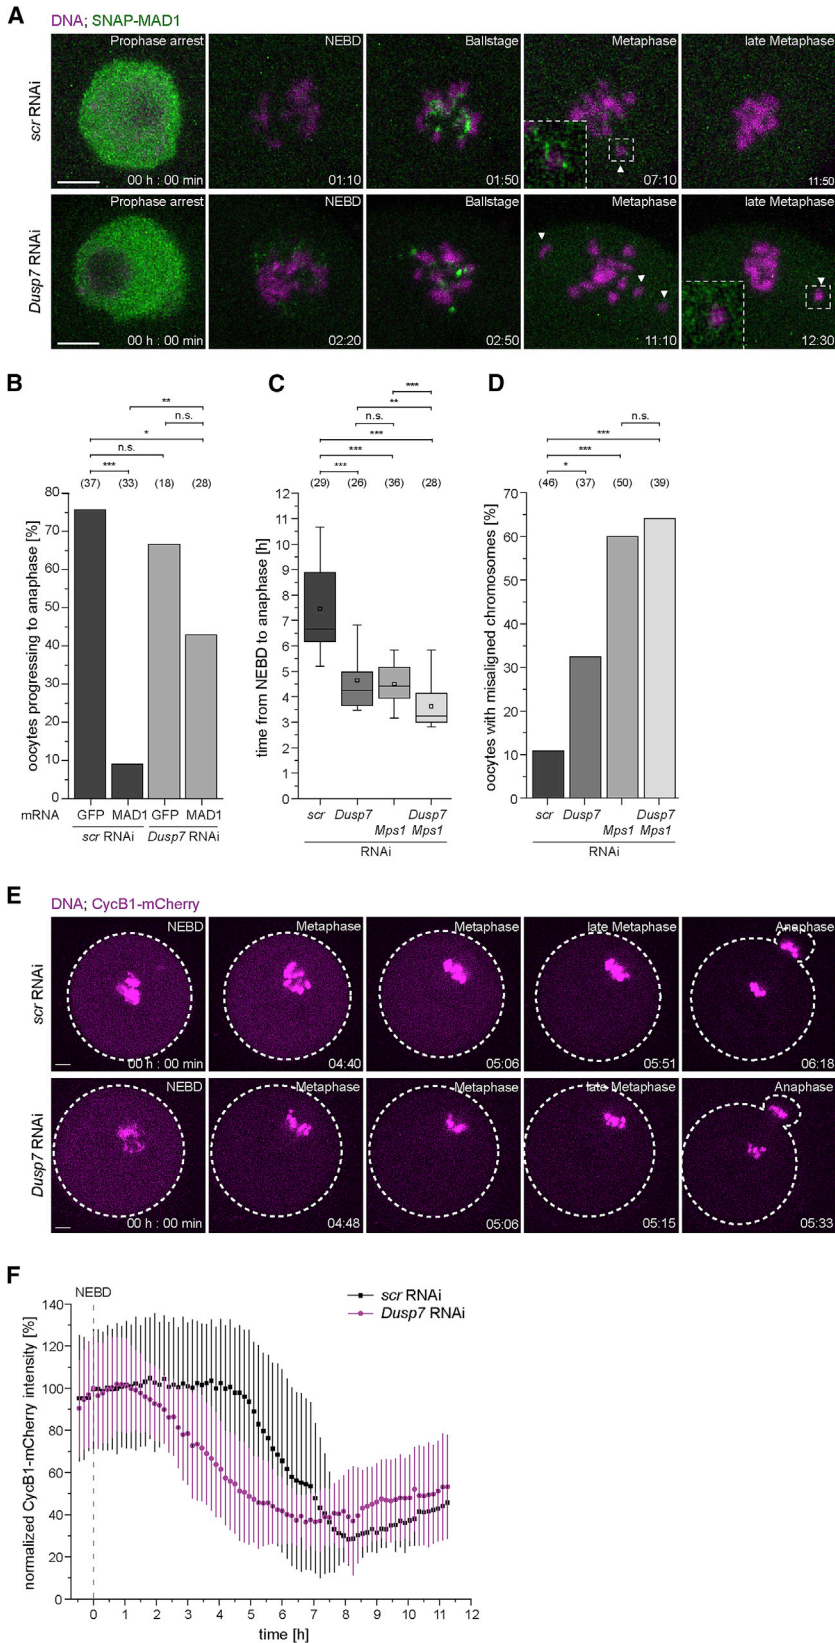 A
DNA; SNAP-MAD1
scr RNAi
Prophase arrest
00 h : 00 min
NEBD
01:10
Ballstage
01:50
Metaphase
07:10
late Metaphase
11:50
Dusp7 RNAi
Prophase arrest
00 h : 00 min
NEBD
02:20
Ballstage
02:50
Metaphase
11:10
late Metaphase
12:30
B
**
n.s.
*
n.s.
***
(37) (33) (18) (28)
oocytes progressing to anaphase [%]
80
70
60
50
40
30
20
10
0
mRNA GFP MAD1 GFP MAD1
scr RNAi Dusp7 RNAi
C
***
**
n.s.
***
***
***
(29) (26) (36) (28)
time from NEBD to anaphase [h]
12
11
10
9
8
7
6
5
4
3
2
1
0
scr Dusp7 Dusp7
Mps1 Mps1
RNAi
D
n.s.
***
***
*
(46) (37) (50) (39)
oocytes with misaligned chromosomes [%]
70
60
50
40
30
20
10
0
scr Dusp7 Dusp7
Mps1 Mps1
RNAi
E
DNA; CycB1-mCherry
scr RNAi
NEBD
00 h : 00 min
Metaphase
04:40
Metaphase
05:06
late Metaphase
05:51
Anaphase
06:18
Dusp7 RNAi
NEBD
00 h : 00 min
Metaphase
04:48
Metaphase
05:06
late Metaphase
05:15
Anaphase
05:33
F
NEBD
scr RNAi
Dusp7 RNAi
normalized CycB1-mCherry intensity [%]
140
120
100
80
60
40
20
0
0 1 2 3 4 5 6 7 8 9 10 11 12
time [h]